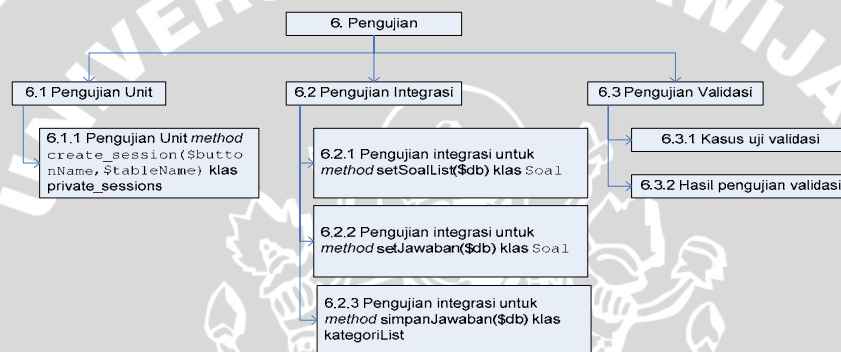 6. Pengujian
6.1 Pengujian Unit
6.2 Pengujian Integrasi
6.3 Pengujian Validasi
6.1.1 Pengujian Unit method
create_session($butto
nName,$tableName) klas
private_sessions
6.2.1 Pengujian integrasi untuk
method setSoalList($db) klas Soal
6.2.2 Pengujian integrasi untuk
method setJawaban($db) klas Soal
6.2.3 Pengujian integrasi untuk
method simpanJawaban($db) klas
kategoriList
6.3.1 Kasus uji validasi
6.3.2 Hasil pengujian validasi